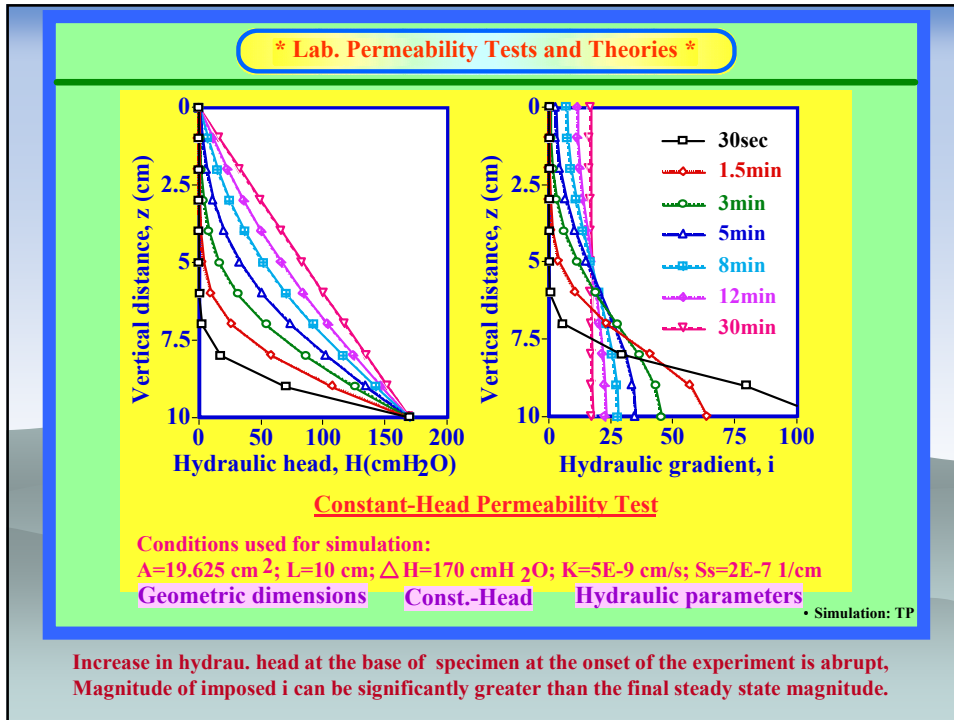 * Lab. Permeability Tests and Theories *
0
2.5
5
7.5
10
Vertical distance, z (cm)
0 50 100 150 200
Hydraulic head, H(cmH2O)
0
2.5
5
7.5
10
Vertical distance, z (cm)
30sec
1.5min
3min
5min
8min
12min
30min
0 25 50 75 100
Hydraulic gradient, i
Constant-Head Permeability Test
Conditions used for simulation:
A=19.625 cm 2; L=10 cm; △ H=170 cmH 2O; K=5E-9 cm/s; Ss=2E-7 1/cm
Geometric dimensions Const.-Head Hydraulic parameters
• Simulation: TP
Increase in hydrau. head at the base of specimen at the onset of the experiment is abrupt,
Magnitude of imposed i can be significantly greater than the final steady state magnitude.